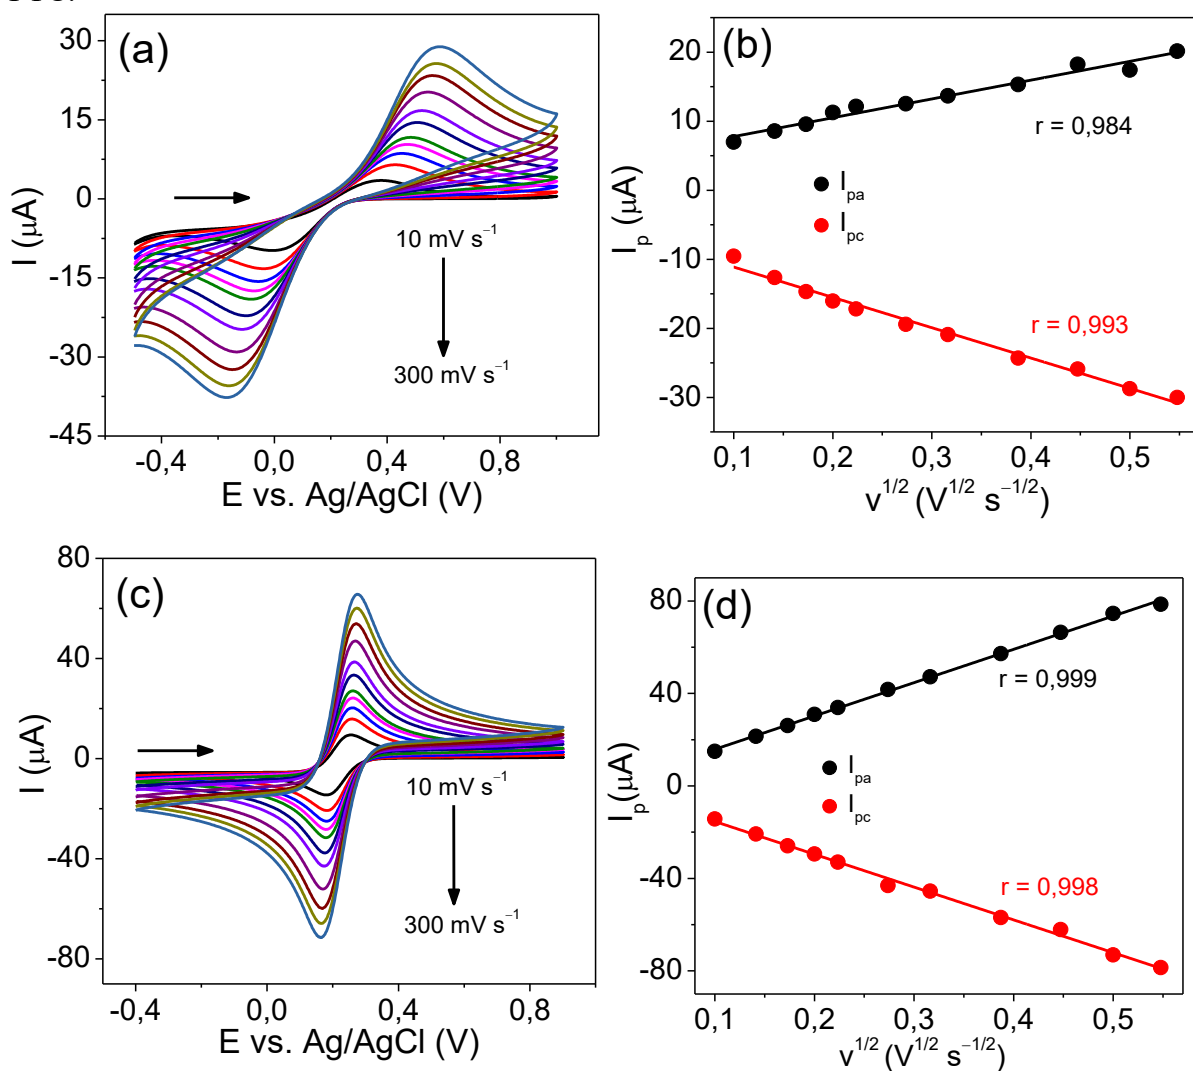 (a)
30
15
0
-15
-30
-45
I (µA)
10 mV s⁻¹
300 mV s⁻¹
-0,4 0,0 0,4 0,8
E vs. Ag/AgCl (V)
(b)
20
10
0
-10
-20
-30
I_p (µA)
r = 0,984
I_pa
I_pc
r = 0,993
0,1 0,2 0,3 0,4 0,5
v^1/2 (V^1/2 s^−1/2)
(c)
80
40
0
-40
-80
I (µA)
10 mV s⁻¹
300 mV s⁻¹
-0,4 0,0 0,4 0,8
E vs. Ag/AgCl (V)
(d)
80
40
0
-40
-80
I_p(µA)
r = 0,999
I_pa
I_pc
r = 0,998
0,1 0,2 0,3 0,4 0,5
v^1/2 (V^1/2 s^−1/2)